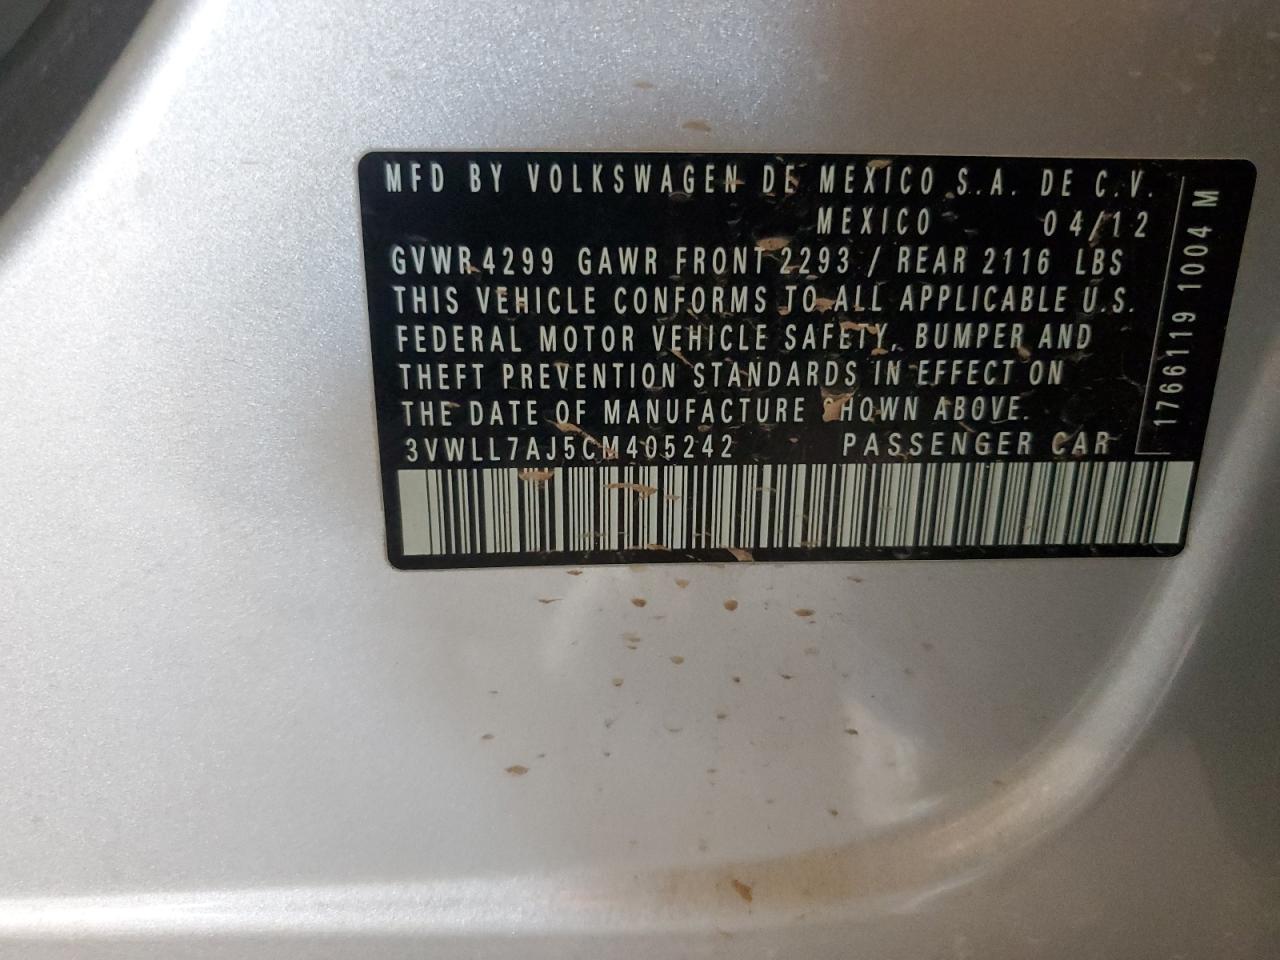 MFD BY VOLKSWAGEN DE MEXICO S.A. DE C.V.
MEXICO 04/12
GVWR 4299 GAWR FRONT 2293 / REAR 2116 LBS
THIS VEHICLE CONFORMS TO ALL APPLICABLE U.S.
FEDERAL MOTOR VEHICLE SAFETY, BUMPER AND
THEFT PREVENTION STANDARDS IN EFFECT ON
THE DATE OF MANUFACTURE SHOWN ABOVE.
3VWLL7AJ5CM405242 PASSENGER CAR
1766119 1004 M